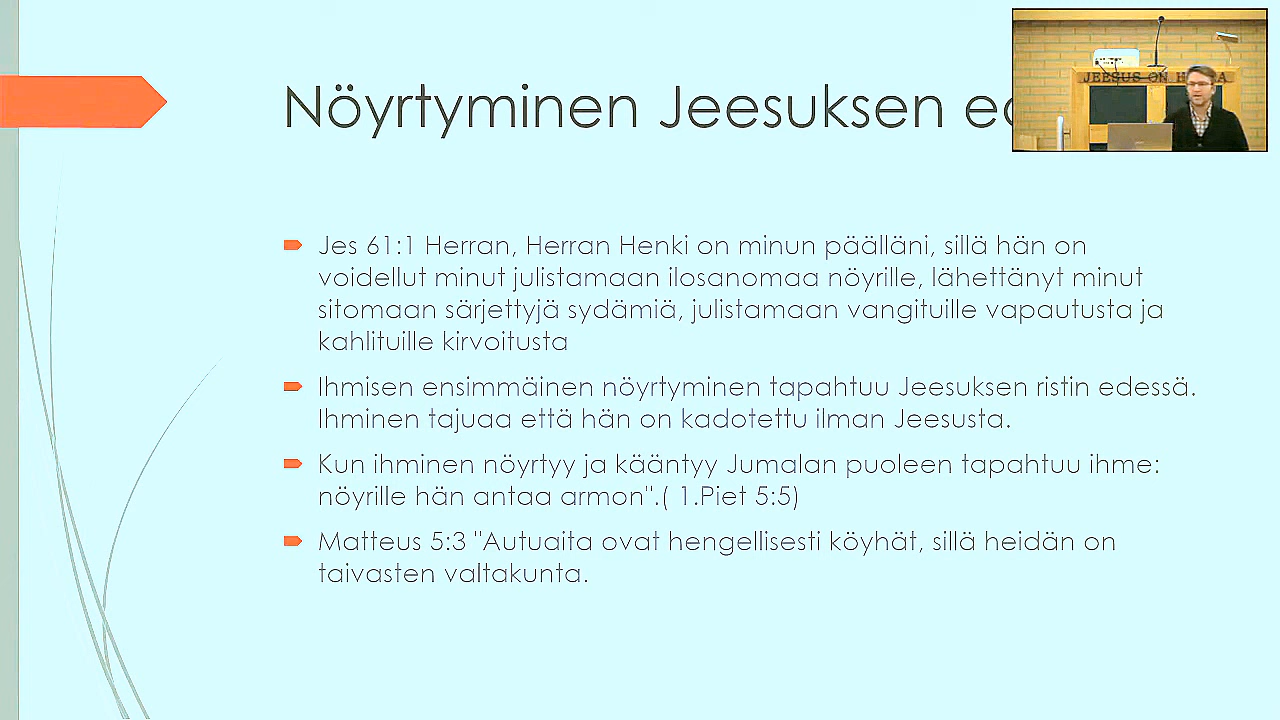 Nöyrtyminen Jeesuksen
JEESUS ON
Jes 61:1 Herran, Herran Henki on minun päälläni, sillä hän on
voidellut minut julistamaan ilosanomaa nöyrille, lähettänyt minut
sitomaan särjettyjä sydämiä, julistamaan vangituille vapautusta ja
kahlituille kirvoitusta
Ihmisen ensimmäinen nöyrtyminen tapahtuu Jeesuksen ristin edessä.
Ihminen tajuaa että hän on kadotettu ilman Jeesusta.
Kun ihminen nöyrtyy ja kääntyy Jumalan puoleen tapahtuu ihme:
nöyrille hän antaa armon".( 1.Piet 5:5)
Matteus 5:3 "Autuaita ovat hengellisesti köyhät, sillä heidän on
taivasten valtakunta.